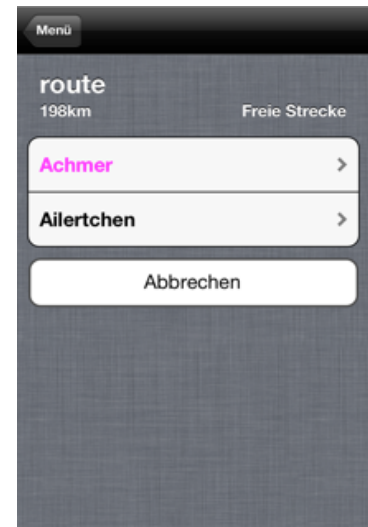 Menü
route
198km Freie Strecke
Achmer
Ailertchen
Abbrechen